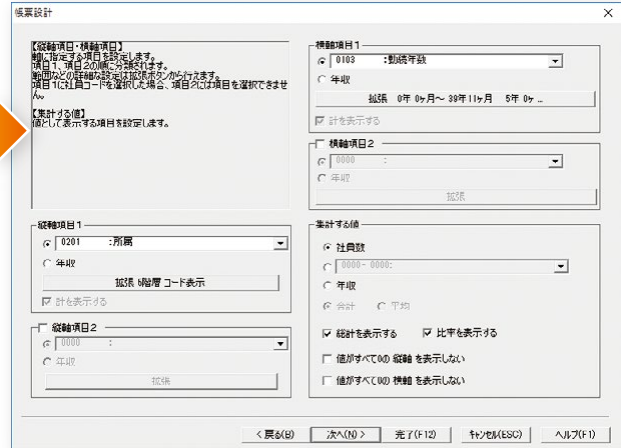 帳票設計
【縦軸項目・横軸項目】
軸に指定する項目を設定します。
項目1、項目2の順に分類されます。
範囲などの詳細な設定は拡張ボタンから行えます。
項目1に社員コードを選択した場合、項目2には項目を選択できませ
ん。
【集計する値】
値として表示する項目を設定します。
横軸項目1
0103 :勤続年数
年収
拡張 0年 0ヶ月～ 39年11ヶ月 5年 0ヶ ...
計を表示する
横軸項目2
0000 :
年収
拡張
縦軸項目1
0201 :所属
年収
拡張 6階層 コード表示
計を表示する
縦軸項目2
0000 :
年収
拡張
集計する値
社員数
0000- 0000:
年収
合計 平均
総計を表示する 比率を表示する
値がすべて0の 縦軸 を表示しない
値がすべて0の 横軸 を表示しない
< 戻る(B) 次へ(N) > 完了(F12) キャンセル(ESC) ヘルプ(F1)